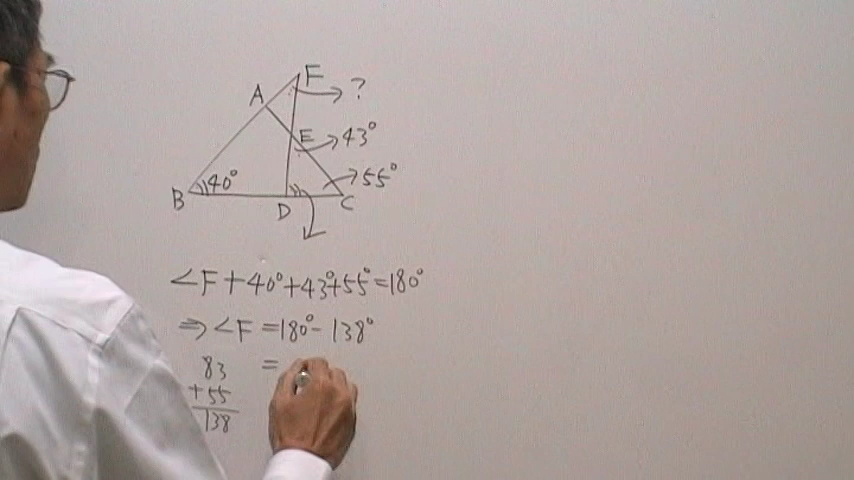 F
A
?
E
43°
40°
55°
B
D
C
∠F+40°+43°+55°=180°
⇒∠F=180°-138°
83
=
+55
138